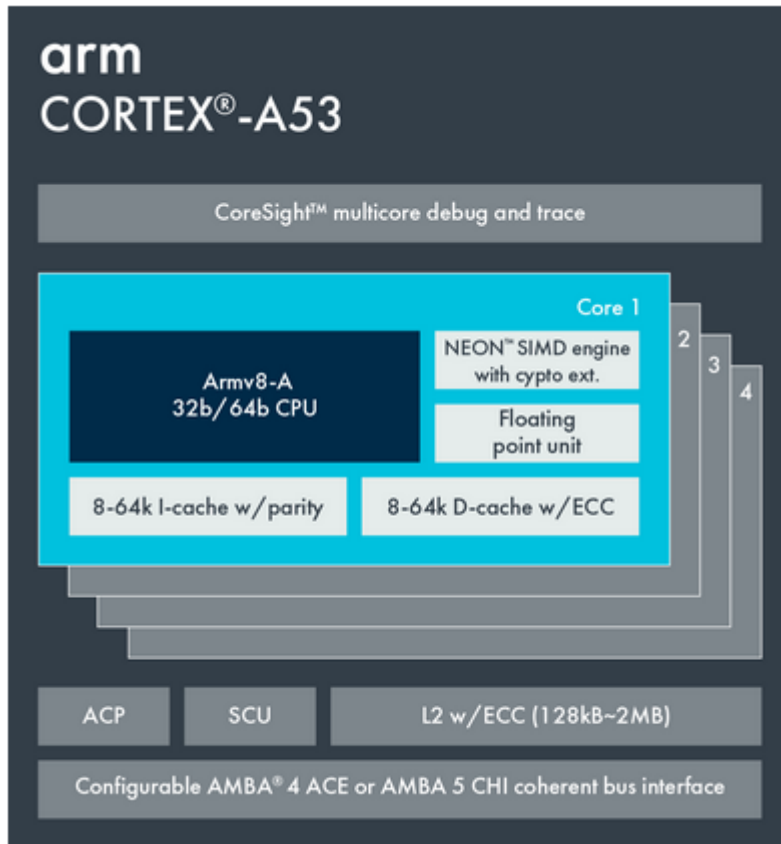 arm
CORTEX®-A53
CoreSight™ multicore debug and trace
Core 1
2
3
4
Armv8-A
32b/64b CPU
NEON™ SIMD engine
with cypto ext.
Floating
point unit
8-64k I-cache w/parity
8-64k D-cache w/ECC
ACP
SCU
L2 w/ECC (128kB~2MB)
Configurable AMBA® 4 ACE or AMBA 5 CHI coherent bus interface